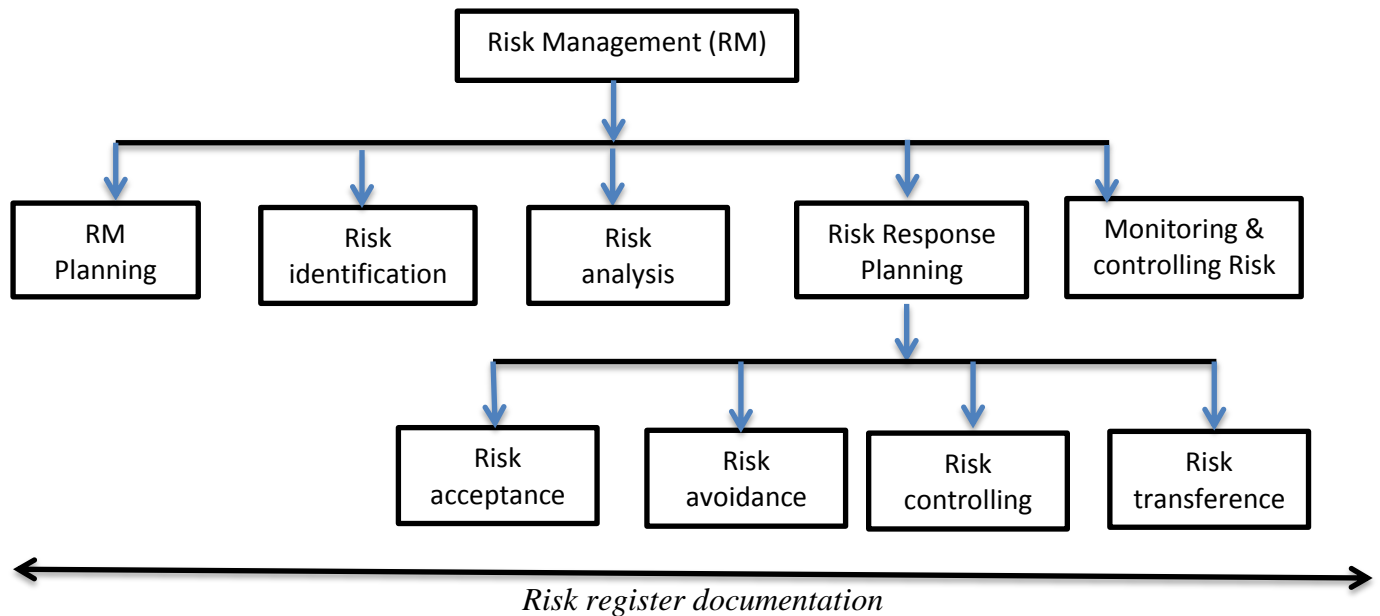 Risk Management (RM)
RM
Planning
Risk
identification
Risk
analysis
Risk Response
Planning
Monitoring &
controlling Risk
Risk
acceptance
Risk
avoidance
Risk
controlling
Risk
transference
Risk register documentation